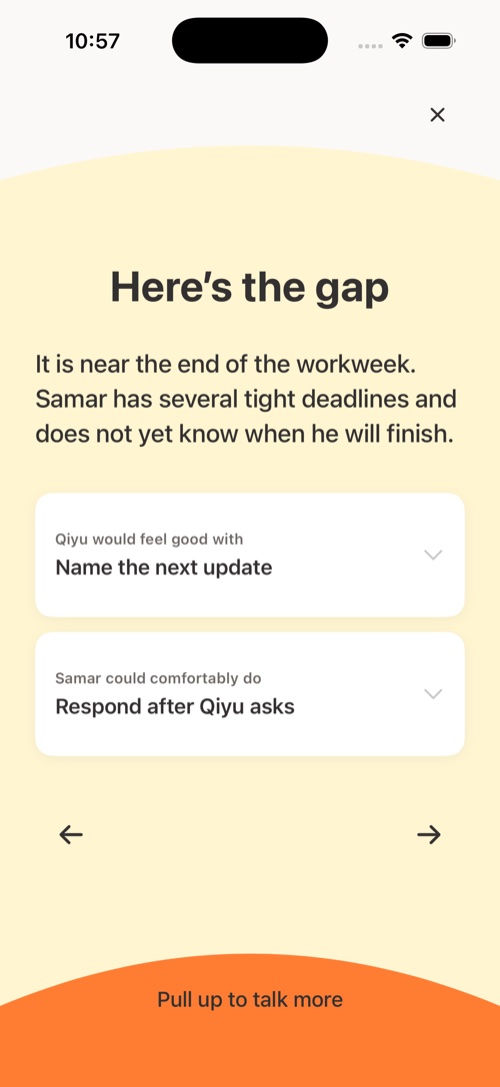 10:57
Here's the gap
It is near the end of the workweek.
Samar has several tight deadlines and
does not yet know when he will finish.
Qiyu would feel good with
Name the next update
Samar could comfortably do
Respond after Qiyu asks
Pull up to talk more